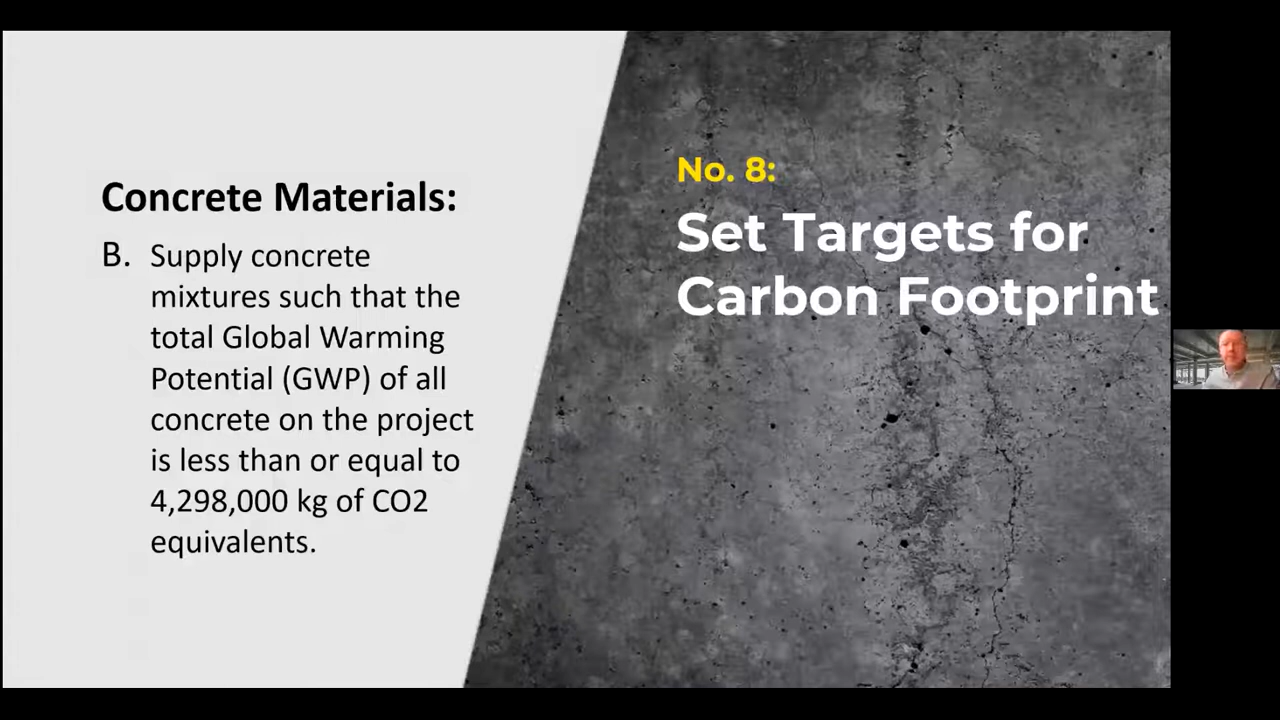 Concrete Materials:
B. Supply concrete
mixtures such that the
total Global Warming
Potential (GWP) of all
concrete on the project
is less than or equal to
4,298,000 kg of CO2
equivalents.
No. 8:
Set Targets for
Carbon Footprint